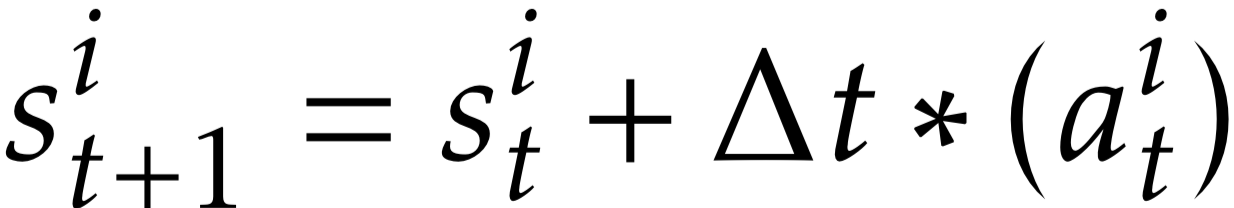 s^i_{t+1} = s^i_t + Δt * (a^i_t)